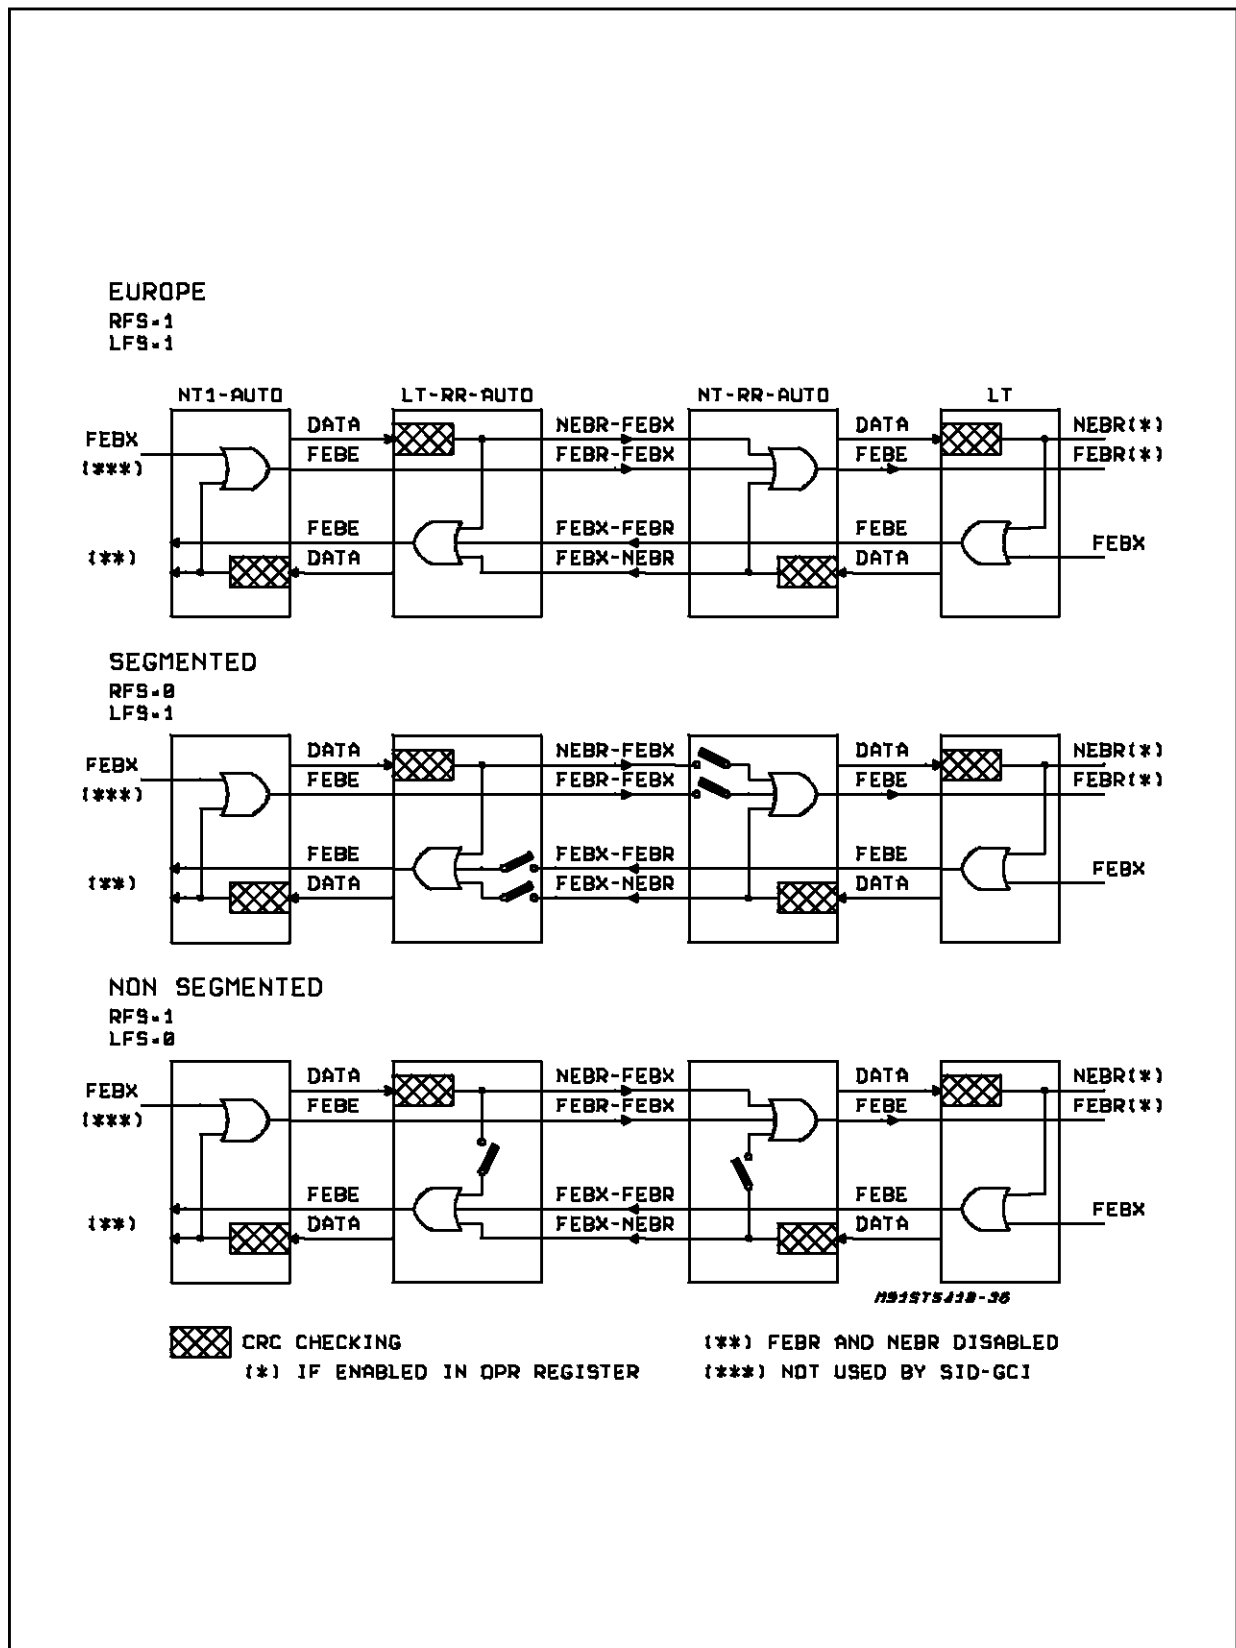 EUROPE
RFS=1
LFS=1
NT1-AUTO LT-RR-AUTO NT-RR-AUTO LT
DATA NEBR-FEBX DATA NEBR(*)
FEBX FEBE FEBR-FEBX FEBE FEBR(*)
(***)
FEBE FEBX-FEBR FEBE FEBX
(**) DATA FEBX-NEBR DATA
SEGMENTED
RFS=0
LFS=1
DATA NEBR-FEBX DATA NEBR(*)
FEBX FEBE FEBR-FEBX FEBE FEBR(*)
(***)
FEBE FEBX-FEBR FEBE FEBX
(**) DATA FEBX-NEBR DATA
NON SEGMENTED
RFS=1
LFS=0
DATA NEBR-FEBX DATA NEBR(*)
FEBX FEBE FEBR-FEBX FEBE FEBR(*)
(***)
FEBE FEBX-FEBR FEBE FEBX
(**) DATA FEBX-NEBR DATA
M91ST5410-36
CRC CHECKING (**) FEBR AND NEBR DISABLED
(*) IF ENABLED IN OPR REGISTER (***) NOT USED BY SID-GCI